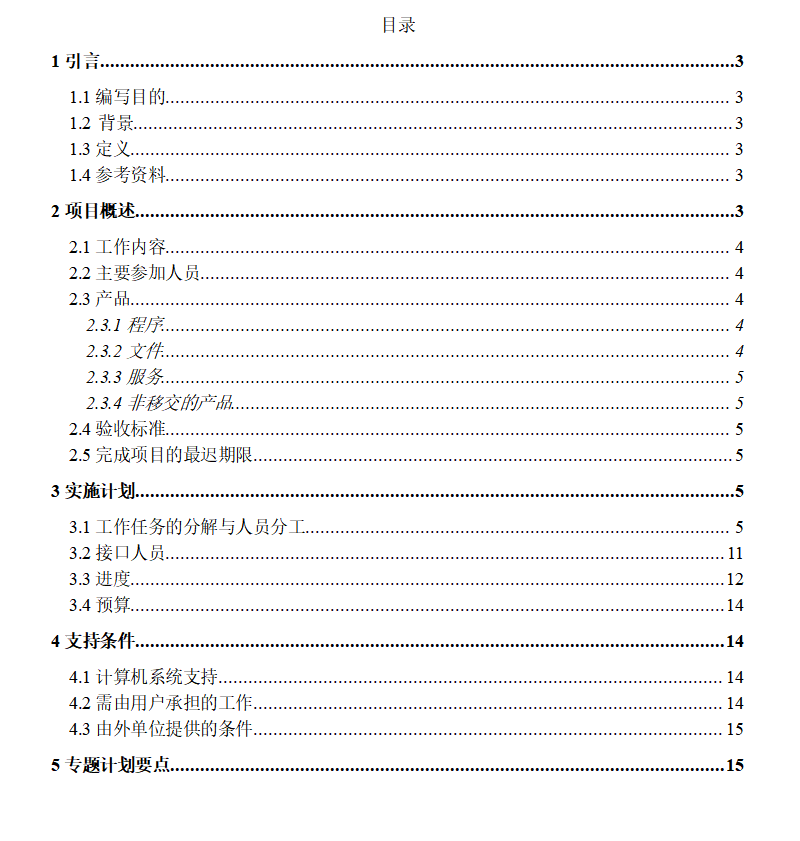 目录
1 引言........................................3
1.1 编写目的........................................ 3
1.2 背景........................................3
1.3 定义........................................ 3
1.4 参考资料........................................ 3
2 项目概述........................................3
2.1 工作内容........................................ 4
2.2 主要参加人员........................................ 4
2.3 产品........................................ 4
2.3.1 程序........................................ 4
2.3.2 文件........................................ 4
2.3.3 服务........................................ 5
2.3.4 非移交的产品........................................ 5
2.4 验收标准........................................ 5
2.5 完成项目的最迟期限........................................5
3 实施计划........................................5
3.1 工作任务的分解与人员分工........................................ 5
3.2 接口人员........................................ 11
3.3 进度........................................12
3.4 预算........................................14
4 支持条件........................................14
4.1 计算机系统支持........................................ 14
4.2 需由用户承担的工作........................................ 14
4.3 由外单位提供的条件........................................ 15
5 专题计划要点........................................15